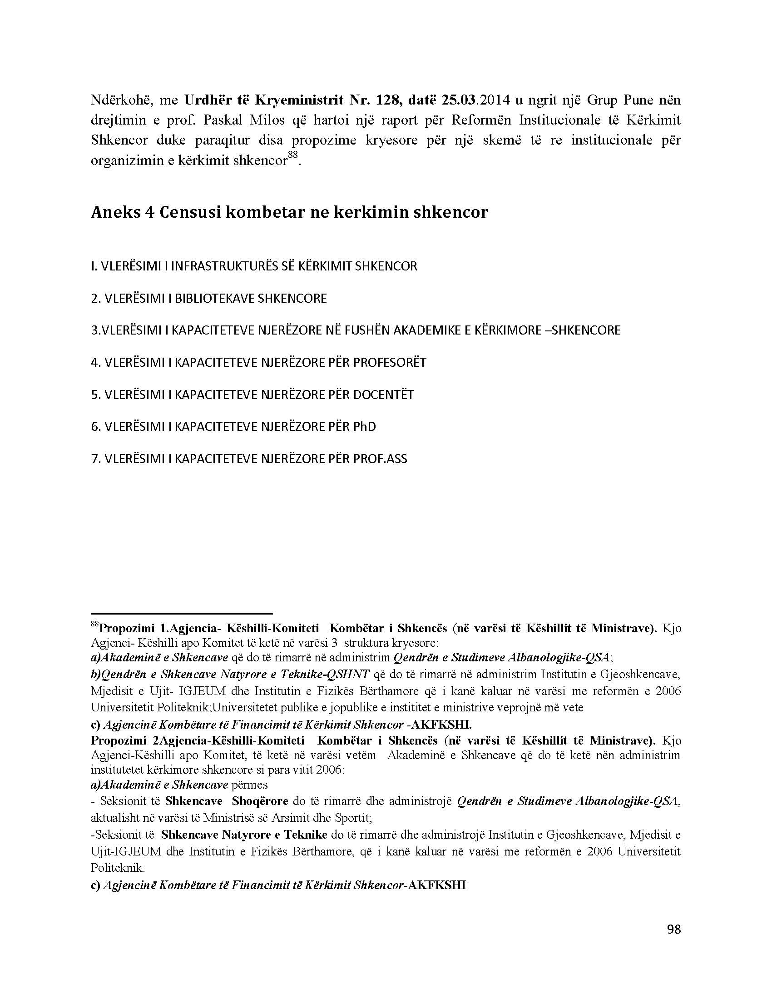 Ndërkohë, me Urdhër të Kryeministrit Nr. 128, datë 25.03.2014 u ngrit një Grup Pune nën
drejtimin e prof. Paskal Milos që hartoi një raport për Reformën Institucionale të Kërkimit
Shkencor duke paraqitur disa propozime kryesore për një skemë të re institucionale për
organizimin e kërkimit shkencor88.
Aneks 4 Censusi kombetar ne kerkimin shkencor
I. VLERËSIMI I INFRASTRUKTURËS SË KËRKIMIT SHKENCOR
2. VLERËSIMI I BIBLIOTEKAVE SHKENCORE
3.VLERËSIMI I KAPACITETEVE NJERËZORE NË FUSHËN AKADEMIKE E KËRKIMORE –SHKENCORE
4. VLERËSIMI I KAPACITETEVE NJERËZORE PËR PROFESORËT
5. VLERËSIMI I KAPACITETEVE NJERËZORE PËR DOCENTËT
6. VLERËSIMI I KAPACITETEVE NJERËZORE PËR PhD
7. VLERËSIMI I KAPACITETEVE NJERËZORE PËR PROF.ASS
88Propozimi 1.Agjencia- Këshilli-Komiteti Kombëtar i Shkencës (në varësi të Këshillit të Ministrave). Kjo
Agjenci- Këshilli apo Komitet të ketë në varësi 3 struktura kryesore:
a)Akademinë e Shkencave që do të rimarrë në administrim Qendrën e Studimeve Albanologjike-QSA;
b)Qendrën e Shkencave Natyrore e Teknike-QSHNT që do të rimarrë në administrim Institutin e Gjeoshkencave,
Mjedisit e Ujit- IGJEUM dhe Institutin e Fizikës Bërthamore që i kanë kaluar në varësi me reformën e 2006
Universitetit Politeknik;Universitetet publike e jopublike e instititet e ministrive veprojnë më vete
c) Agjencinë Kombëtare të Financimit të Kërkimit Shkencor -AKFKSHI.
Propozimi 2Agjencia-Këshilli-Komiteti Kombëtar i Shkencës (në varësi të Këshillit të Ministrave). Kjo
Agjenci-Këshilli apo Komitet, të ketë në varësi vetëm Akademinë e Shkencave që do të ketë nën administrim
institutetet kërkimore shkencore si para vitit 2006:
a)Akademinë e Shkencave përmes
- Seksionit të Shkencave Shoqërore do të rimarrë dhe administrojë Qendrën e Studimeve Albanologjike-QSA,
aktualisht në varësi të Ministrisë së Arsimit dhe Sportit;
-Seksionit të Shkencave Natyrore e Teknike do të rimarrë dhe administrojë Institutin e Gjeoshkencave, Mjedisit e
Ujit-IGJEUM dhe Institutin e Fizikës Bërthamore, që i kanë kaluar në varësi me reformën e 2006 Universitetit
Politeknik.
c) Agjencinë Kombëtare të Financimit të Kërkimit Shkencor-AKFKSHI
98